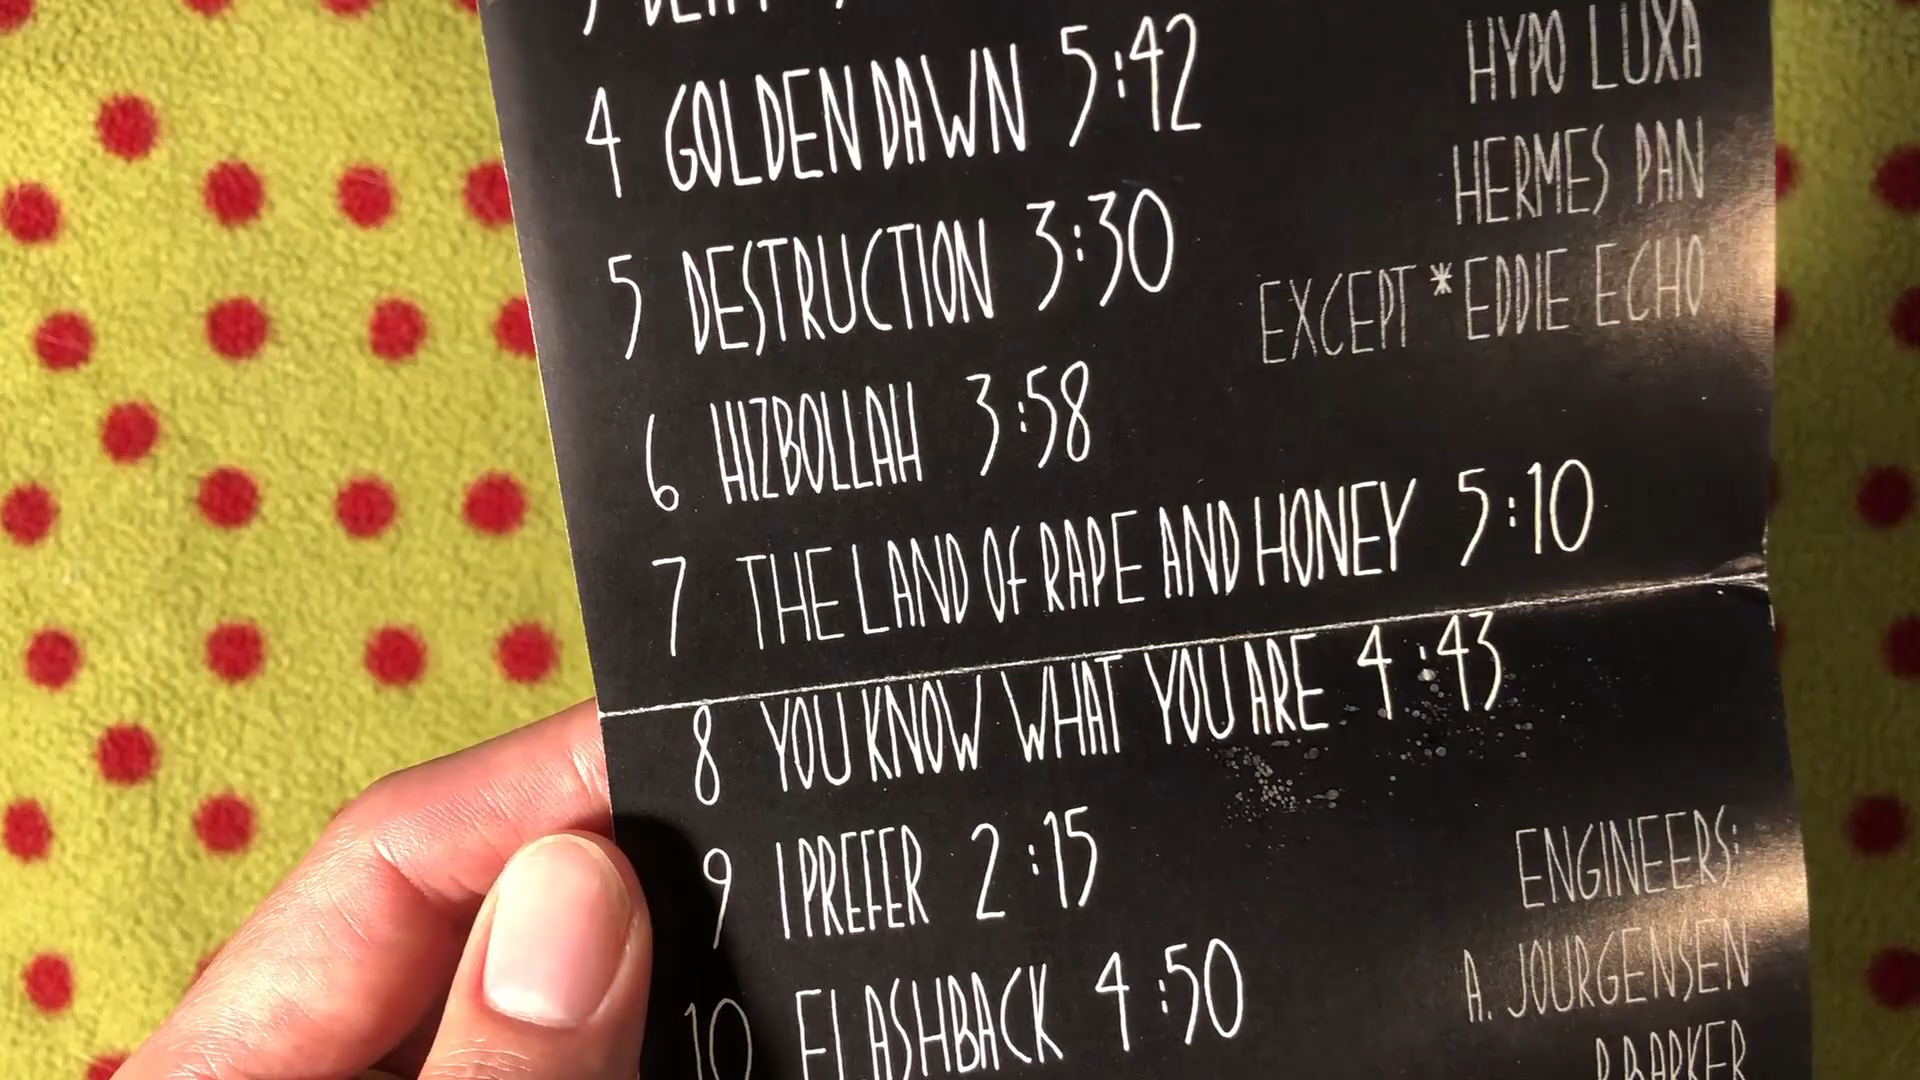 4 GOLDEN DAWN 5:42
HYPO LUXA
HERMES PAN
5 DESTRUCTION 3:30
EXCEPT *EDDIE ECHO
6 HIZBOLLAH 3:58
7 THE LAND OF RAPE AND HONEY 5:10
8 YOU KNOW WHAT YOU ARE 4:43
9 I PREFER 2:15
ENGINEERS:
10 FLASHBACK 4:50
A. JOURGENSEN
P. BARKER